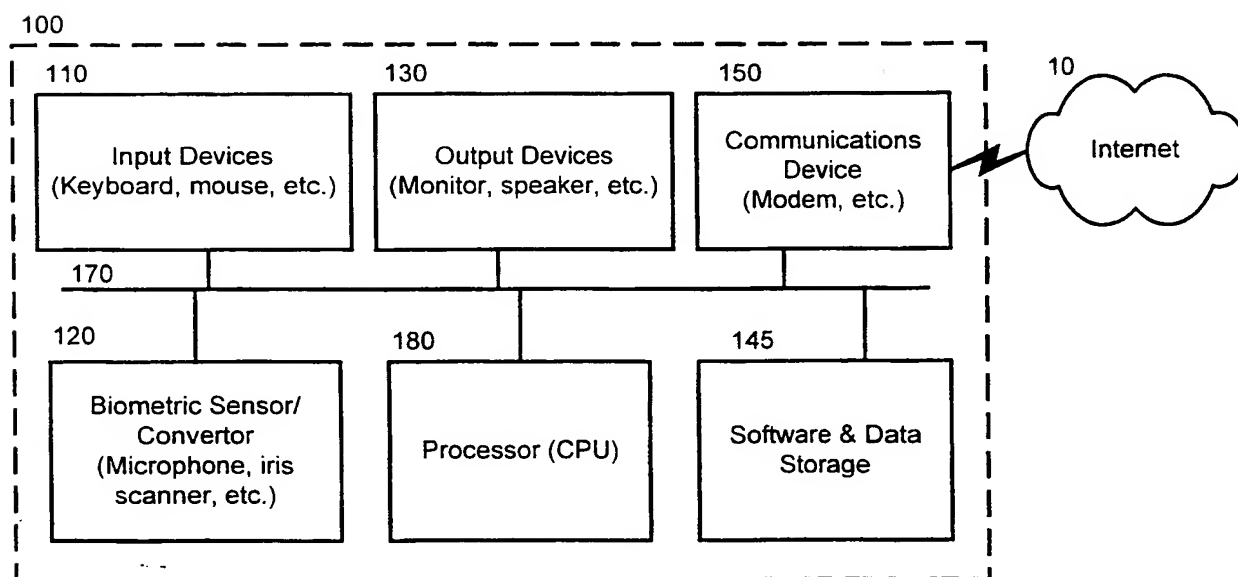 100
110
130
150
10
Input Devices
(Keyboard, mouse, etc.)
Output Devices
(Monitor, speaker, etc.)
Communications
Device
(Modem, etc.)
Internet
170
120
180
145
Biometric Sensor/
Convertor
(Microphone, iris
scanner, etc.)
Processor (CPU)
Software & Data
Storage